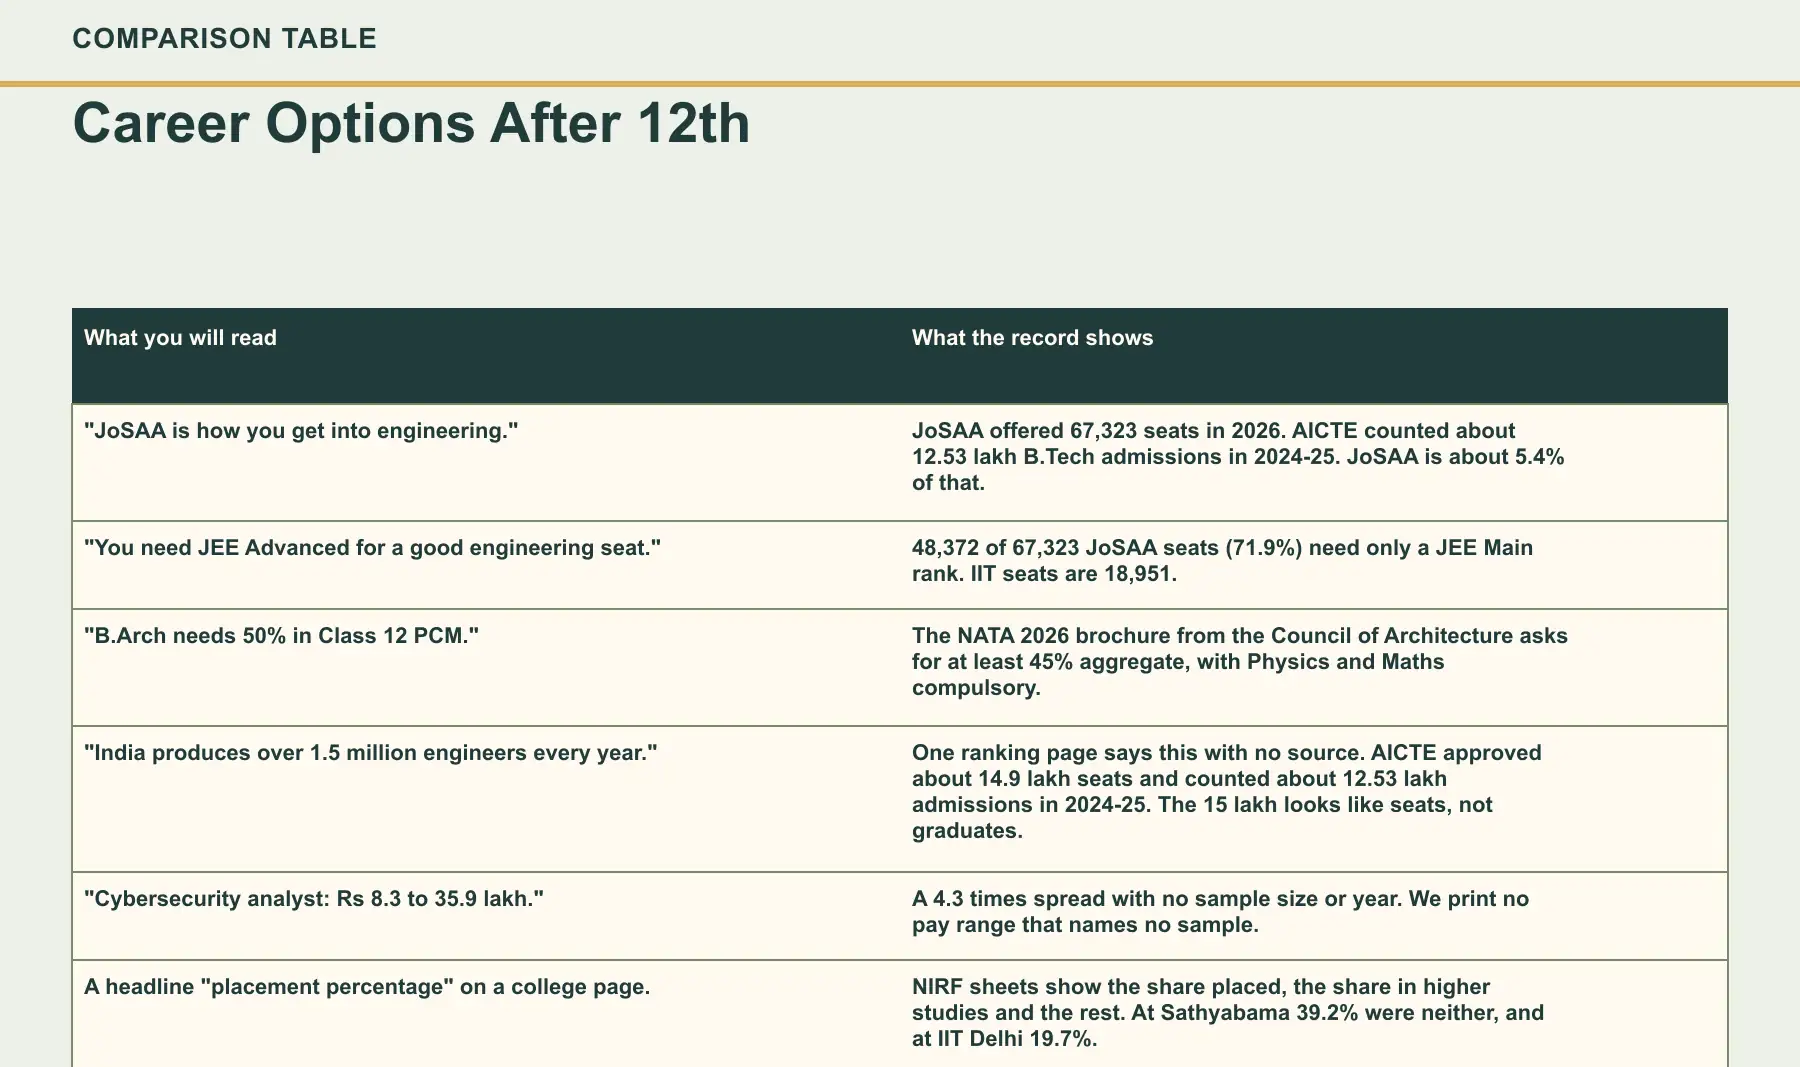 COMPARISON TABLE
Career Options After 12th
What you will read
What the record shows
"JoSAA is how you get into engineering."
JoSAA offered 67,323 seats in 2026. AICTE counted about
12.53 lakh B.Tech admissions in 2024-25. JoSAA is about 5.4%
of that.
"You need JEE Advanced for a good engineering seat."
48,372 of 67,323 JoSAA seats (71.9%) need only a JEE Main
rank. IIT seats are 18,951.
"B.Arch needs 50% in Class 12 PCM."
The NATA 2026 brochure from the Council of Architecture asks
for at least 45% aggregate, with Physics and Maths
compulsory.
"India produces over 1.5 million engineers every year."
One ranking page says this with no source. AICTE approved
about 14.9 lakh seats and counted about 12.53 lakh
admissions in 2024-25. The 15 lakh looks like seats, not
graduates.
"Cybersecurity analyst: Rs 8.3 to 35.9 lakh."
A 4.3 times spread with no sample size or year. We print no
pay range that names no sample.
A headline "placement percentage" on a college page.
NIRF sheets show the share placed, the share in higher
studies and the rest. At Sathyabama 39.2% were neither, and
at IIT Delhi 19.7%.